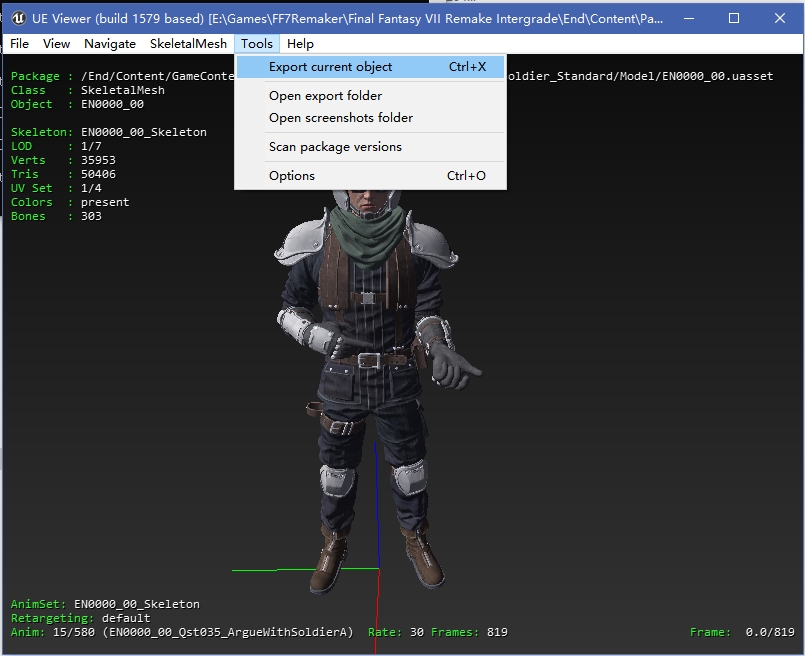 UE Viewer (build 1579 based) [E:\Games\FF7Remaker\Final Fantasy VII Remake Intergrade\End\Content\Pa...
File View Navigate SkeletalMesh Tools Help
Export current object Ctrl+X
Open export folder
Open screenshots folder
Scan package versions
Options Ctrl+O
Package : /End/Content/GameConte oldier_Standard/Model/EN0000_00.uasset
Class : SkeletalMesh
Object : EN0000_00
Skeleton: EN0000_00_Skeleton
LOD : 1/7
Verts : 35953
Tris : 50406
UV Set : 1/4
Colors : present
Bones : 303
AnimSet: EN0000_00_Skeleton
Retargeting: default
Anim: 15/580 (EN0000_00_Qst035_ArgueWithSoldierA) Rate: 30 Frames: 819
Frame: 0.0/819